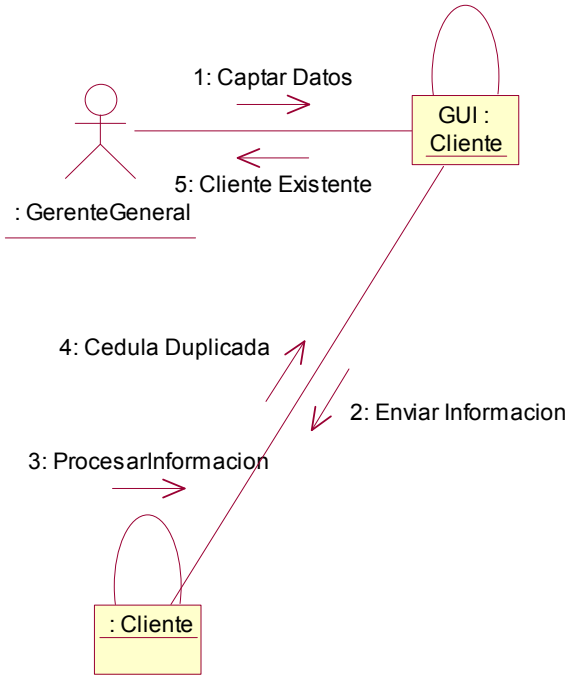 1: Captar Datos
GUI :
Cliente
5: Cliente Existente
: GerenteGeneral
4: Cedula Duplicada
2: Enviar Informacion
3: ProcesarInformacion
: Cliente